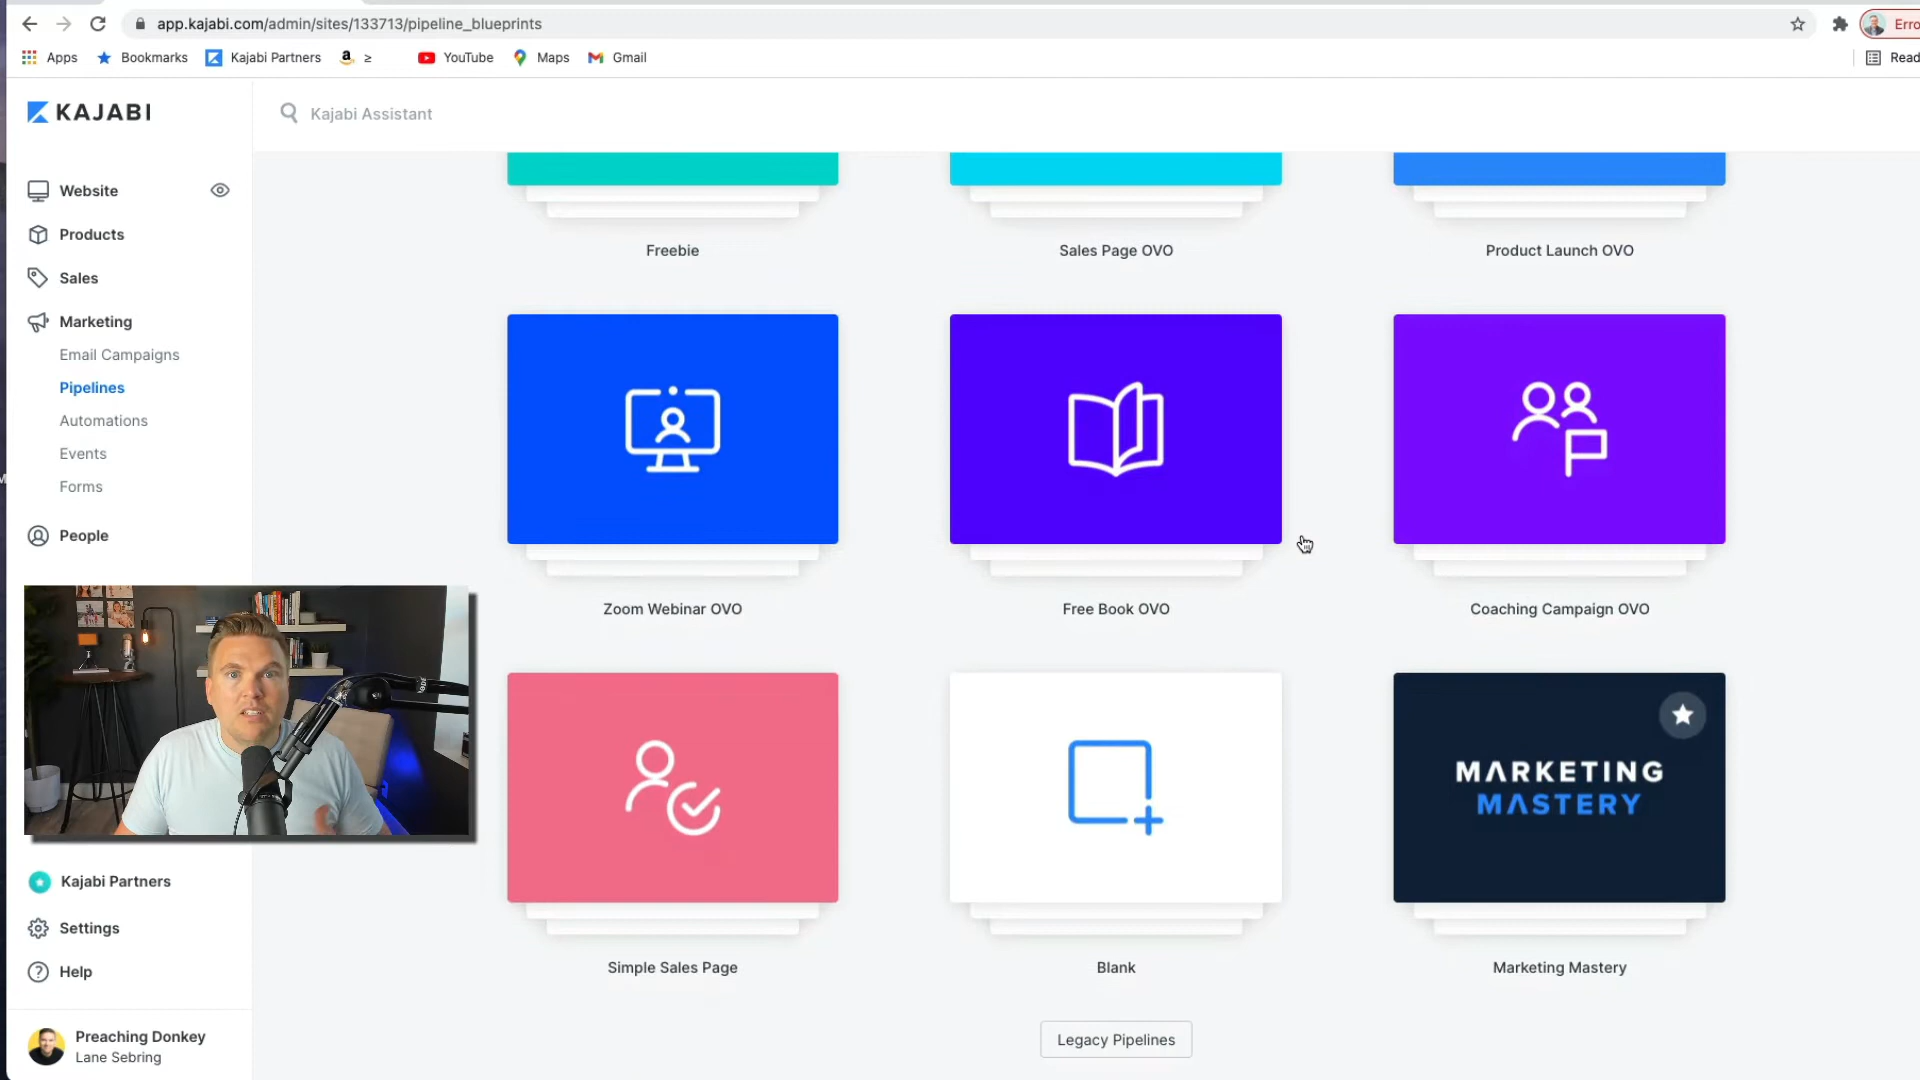 app.kajabi.com/admin/sites/133713/pipeline_blueprints
Erro
Apps
Bookmarks
Kajabi Partners
≥
YouTube
Maps
Gmail
Read
KAJABI
Kajabi Assistant
Website
Products
Sales
Marketing
Email Campaigns
Pipelines
Automations
Events
Forms
People
Kajabi Partners
Settings
Help
Preaching Donkey
Lane Sebring
Freebie
Sales Page OVO
Product Launch OVO
Zoom Webinar OVO
Free Book OVO
Coaching Campaign OVO
MARKETING
MASTERY
Simple Sales Page
Blank
Marketing Mastery
Legacy Pipelines